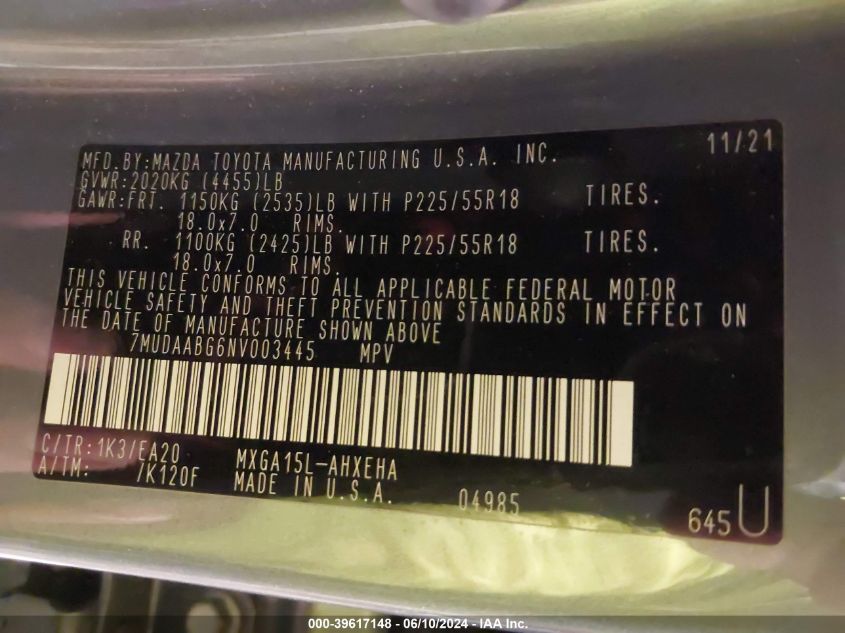 11/21
MFD.BY:MAZDA TOYOTA MANUFACTURING U.S.A. INC.
GVWR:2020KG (4455)LB
GAWR:FRT. 1150KG (2535)LB WITH P225/55R18 TIRES.
18.0x7.0 RIMS.
RR. 1100KG (2425)LB WITH P225/55R18 TIRES.
18.0x7.0 RIMS.
THIS VEHICLE CONFORMS TO ALL APPLICABLE FEDERAL MOTOR
VEHICLE SAFETY AND THEFT PREVENTION STANDARDS IN EFFECT ON
THE DATE OF MANUFACTURE SHOWN ABOVE
7MUDAABG6NV003445 MPV
C/TR:1K3/EA20 MXGA15L-AHXEHA
A/TM: /K120F MADE IN U.S.A. 04985
645U
000-39617148 - 06/10/2024 - IAA Inc.